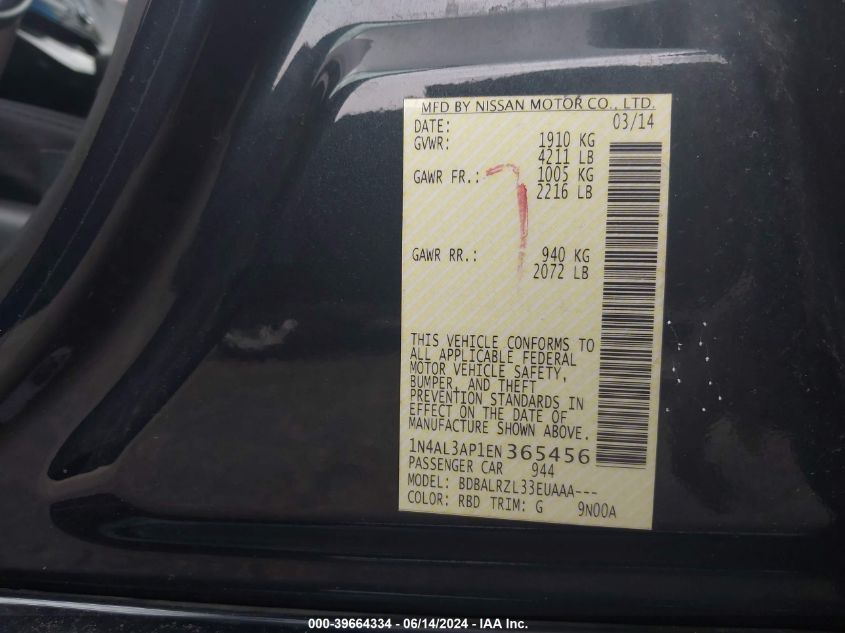 MFD BY NISSAN MOTOR CO., LTD.
DATE: 03/14
GVWR: 1910 KG
4211 LB
GAWR FR.: 1005 KG
2216 LB
GAWR RR.: 940 KG
2072 LB
THIS VEHICLE CONFORMS TO
ALL APPLICABLE FEDERAL
MOTOR VEHICLE SAFETY,
BUMPER, AND THEFT
PREVENTION STANDARDS IN
EFFECT ON THE DATE OF
MANUFACTURE SHOWN ABOVE.
1N4AL3AP1EN 365456
PASSENGER CAR 944
MODEL: BDBALRZL33EUAAA---
COLOR: RBD TRIM: G 9N00A
000-39664334 / 06/14/2024 - IAA Inc.